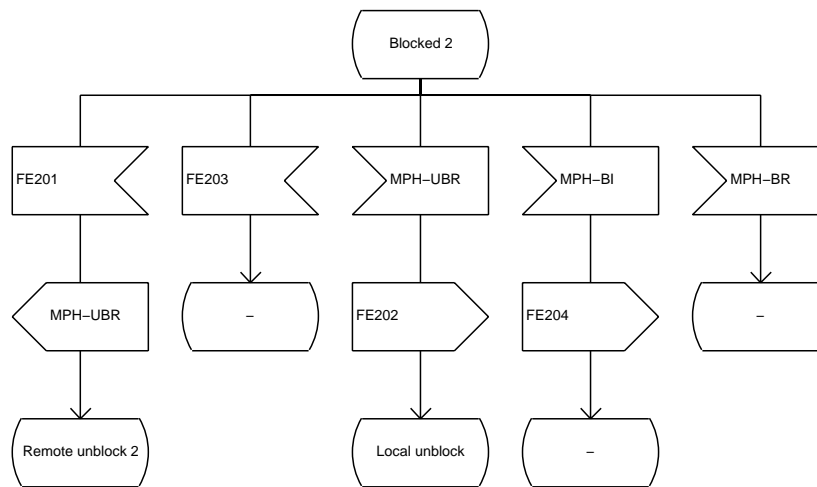 Blocked 2
FE201
FE203
MPH−UBR
MPH−BI
MPH−BR
MPH−UBR
−
FE202
FE204
−
Remote unblock 2
Local unblock
−